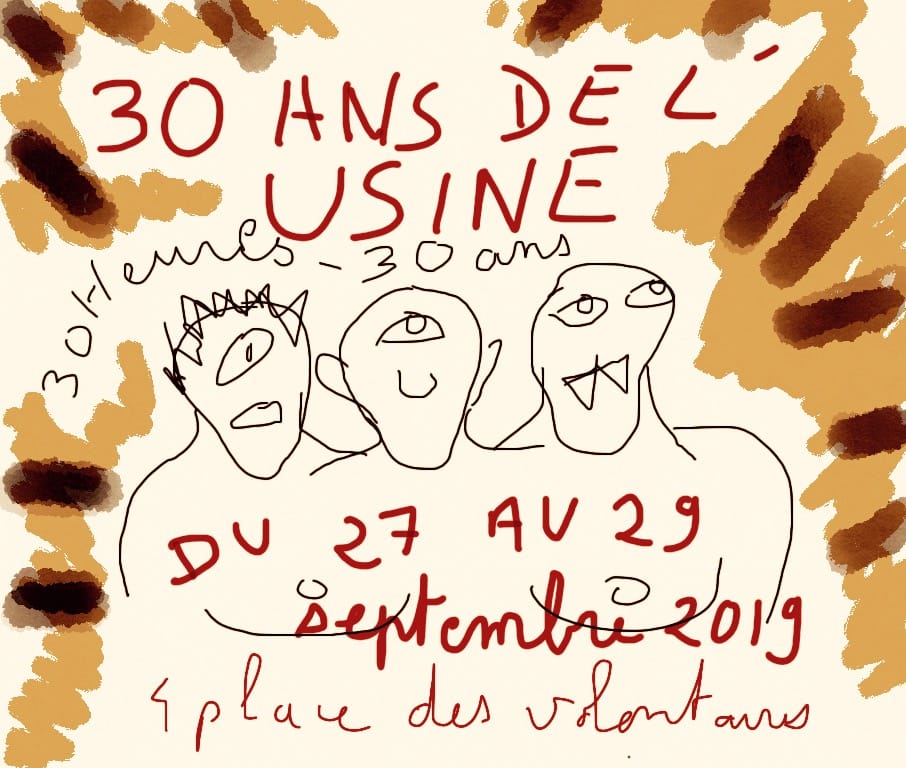 30 ANS DE L'
USINE
30 Heures - 30 ans
DU 27 AU 29
septembre 2019
4 place des volontaires